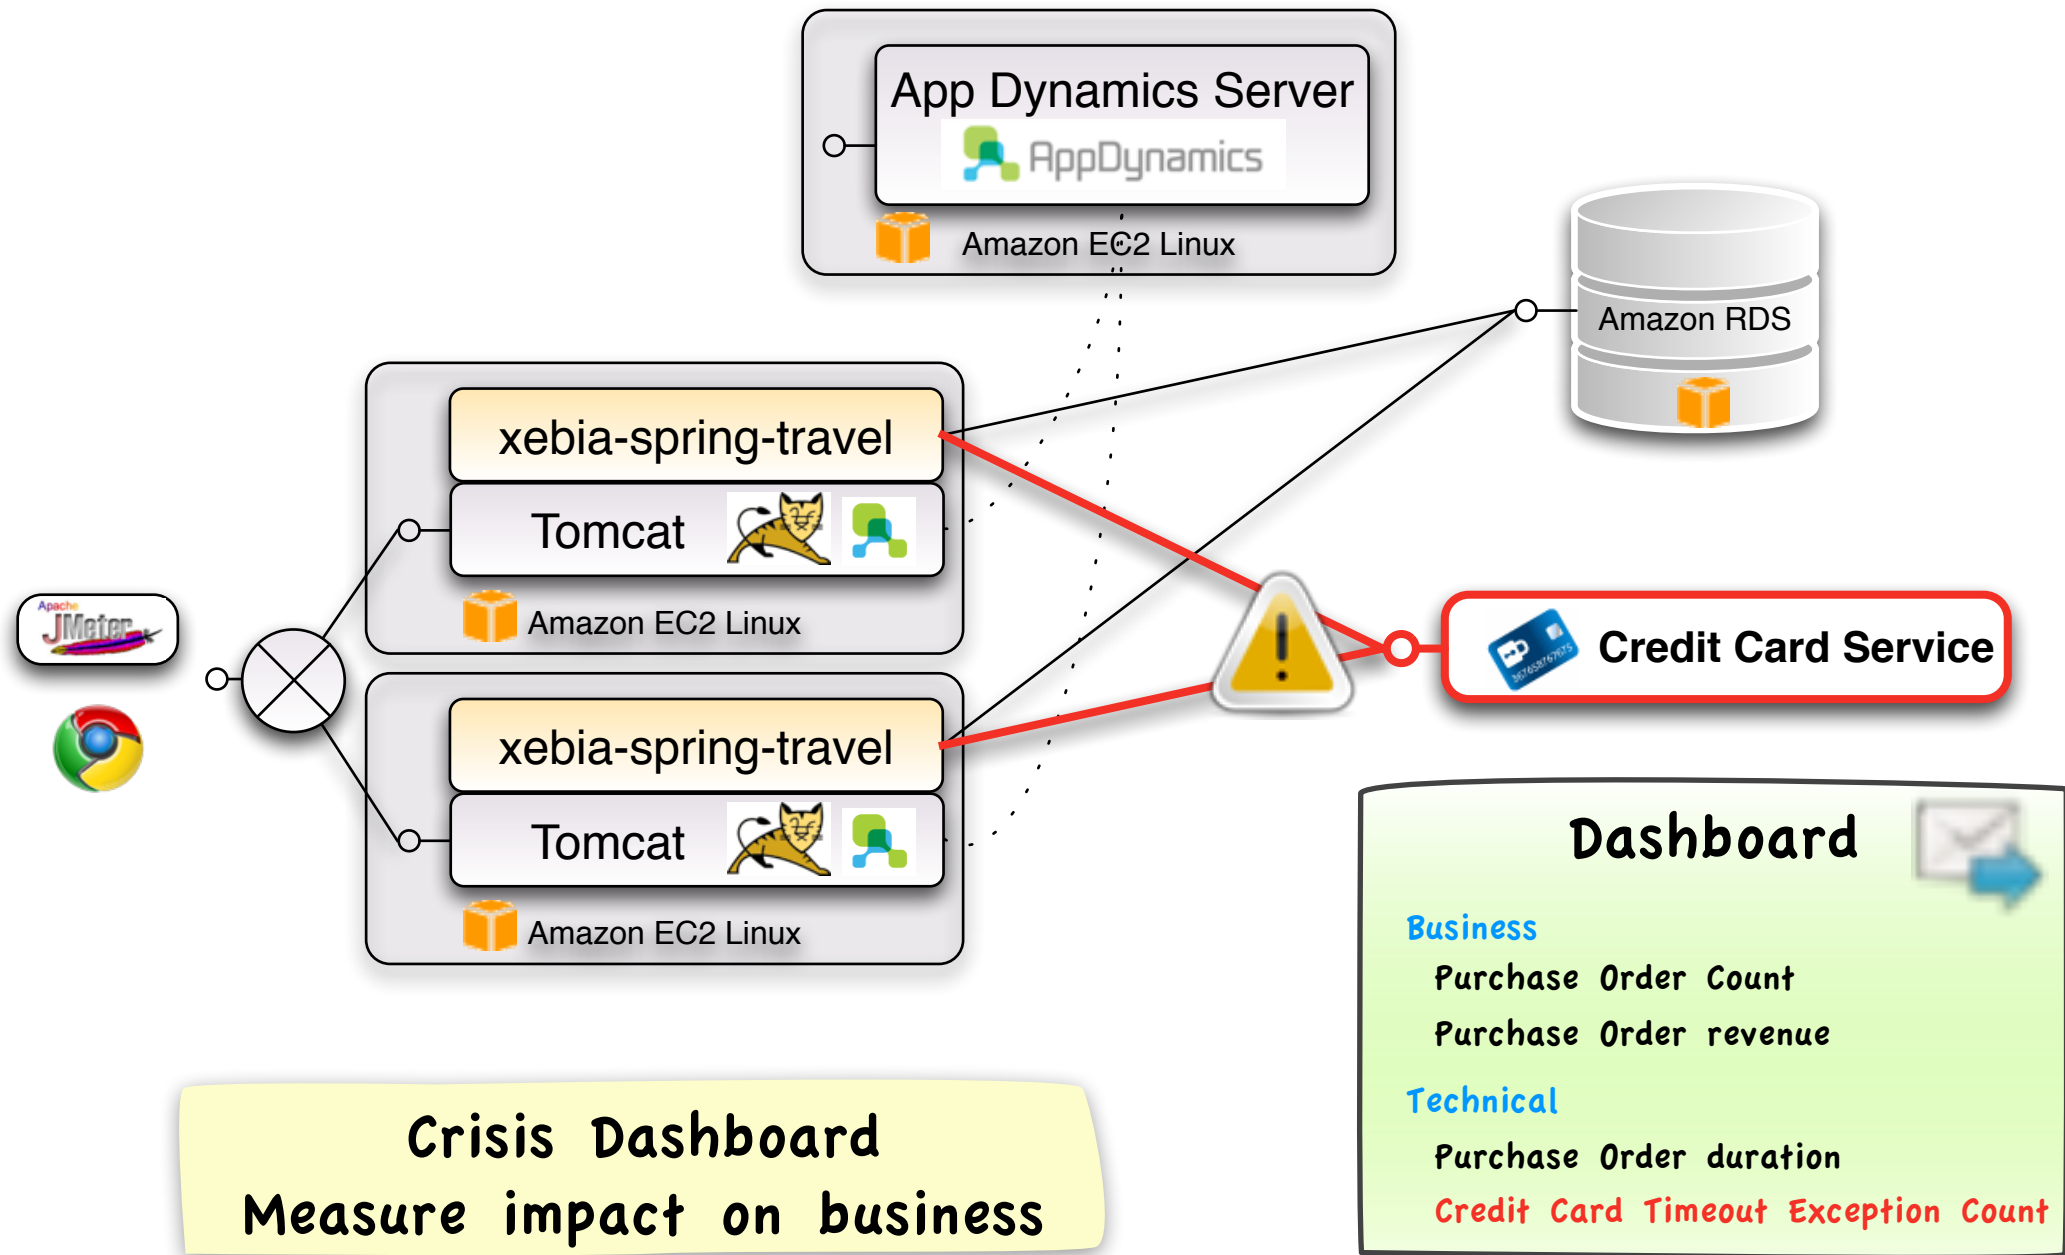 App Dynamics Server
AppDynamics
Amazon EC2 Linux
Amazon RDS
xebia-spring-travel
Tomcat
Amazon EC2 Linux
Apache
JMeter
Credit Card Service
xebia-spring-travel
Tomcat
Amazon EC2 Linux
Dashboard
Business
Purchase Order Count
Purchase Order revenue
Technical
Purchase Order duration
Credit Card Timeout Exception Count
Crisis Dashboard
Measure impact on business